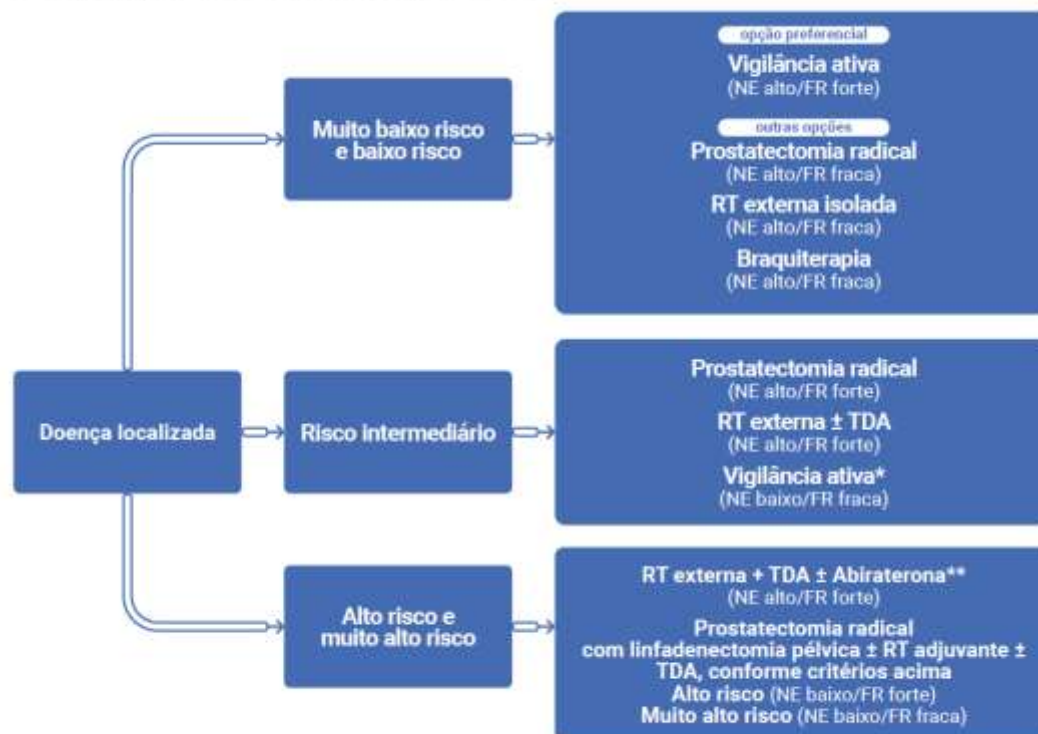 opção preferencial
Vigilância ativa
(NE alto/FR forte)
outras opções
Prostatectomia radical
(NE alto/FR fraca)
RT externa isolada
(NE alto/FR fraca)
Braquiterapia
(NE alto/FR fraca)
Muito baixo risco
e baixo risco
Doença localizada
Risco intermediário
Prostatectomia radical
(NE alto/FR forte)
RT externa ± TDA
(NE alto/FR forte)
Vigilância ativa*
(NE baixo/FR fraca)
Alto risco e
muito alto risco
RT externa + TDA ± Abiraterona**
(NE alto/FR forte)
Prostatectomia radical
com linfadenectomia pélvica ± RT adjuvante ±
TDA, conforme critérios acima
Alto risco (NE baixo/FR forte)
Muito alto risco (NE baixo/FR fraca)